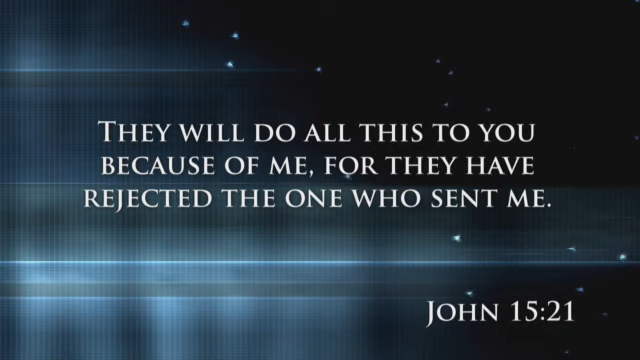 They will do all this to you
because of me, for they have
rejected the one who sent me.
John 15:21